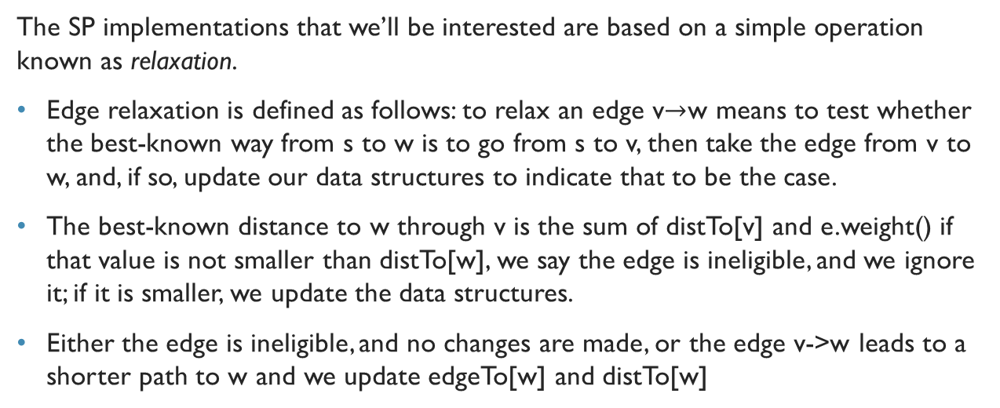 The SP implementations that we'll be interested are based on a simple operation
known as relaxation.
• Edge relaxation is defined as follows: to relax an edge v→w means to test whether
the best-known way from s to w is to go from s to v, then take the edge from v to
w, and, if so, update our data structures to indicate that to be the case.
• The best-known distance to w through v is the sum of distTo[v] and e.weight() if
that value is not smaller than distTo[w], we say the edge is ineligible, and we ignore
it; if it is smaller, we update the data structures.
• Either the edge is ineligible, and no changes are made, or the edge v->w leads to a
shorter path to w and we update edgeTo[w] and distTo[w]